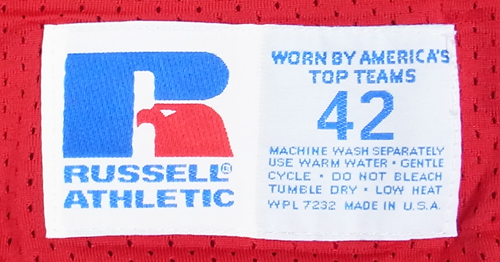 RUSSELL®
ATHLETIC
WORN BY AMERICA'S
TOP TEAMS
42
MACHINE WASH SEPARATELY
USE WARM WATER • GENTLE
CYCLE • DO NOT BLEACH
TUMBLE DRY • LOW HEAT
WPL 7232 MADE IN U.S.A.